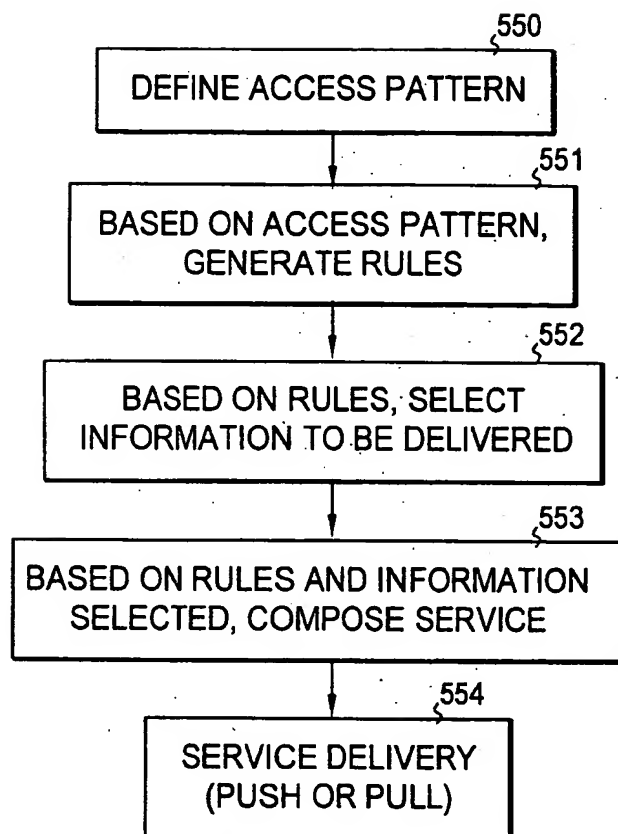 550
DEFINE ACCESS PATTERN
551
BASED ON ACCESS PATTERN,
GENERATE RULES
552
BASED ON RULES, SELECT
INFORMATION TO BE DELIVERED
553
BASED ON RULES AND INFORMATION
SELECTED, COMPOSE SERVICE
554
SERVICE DELIVERY
(PUSH OR PULL)